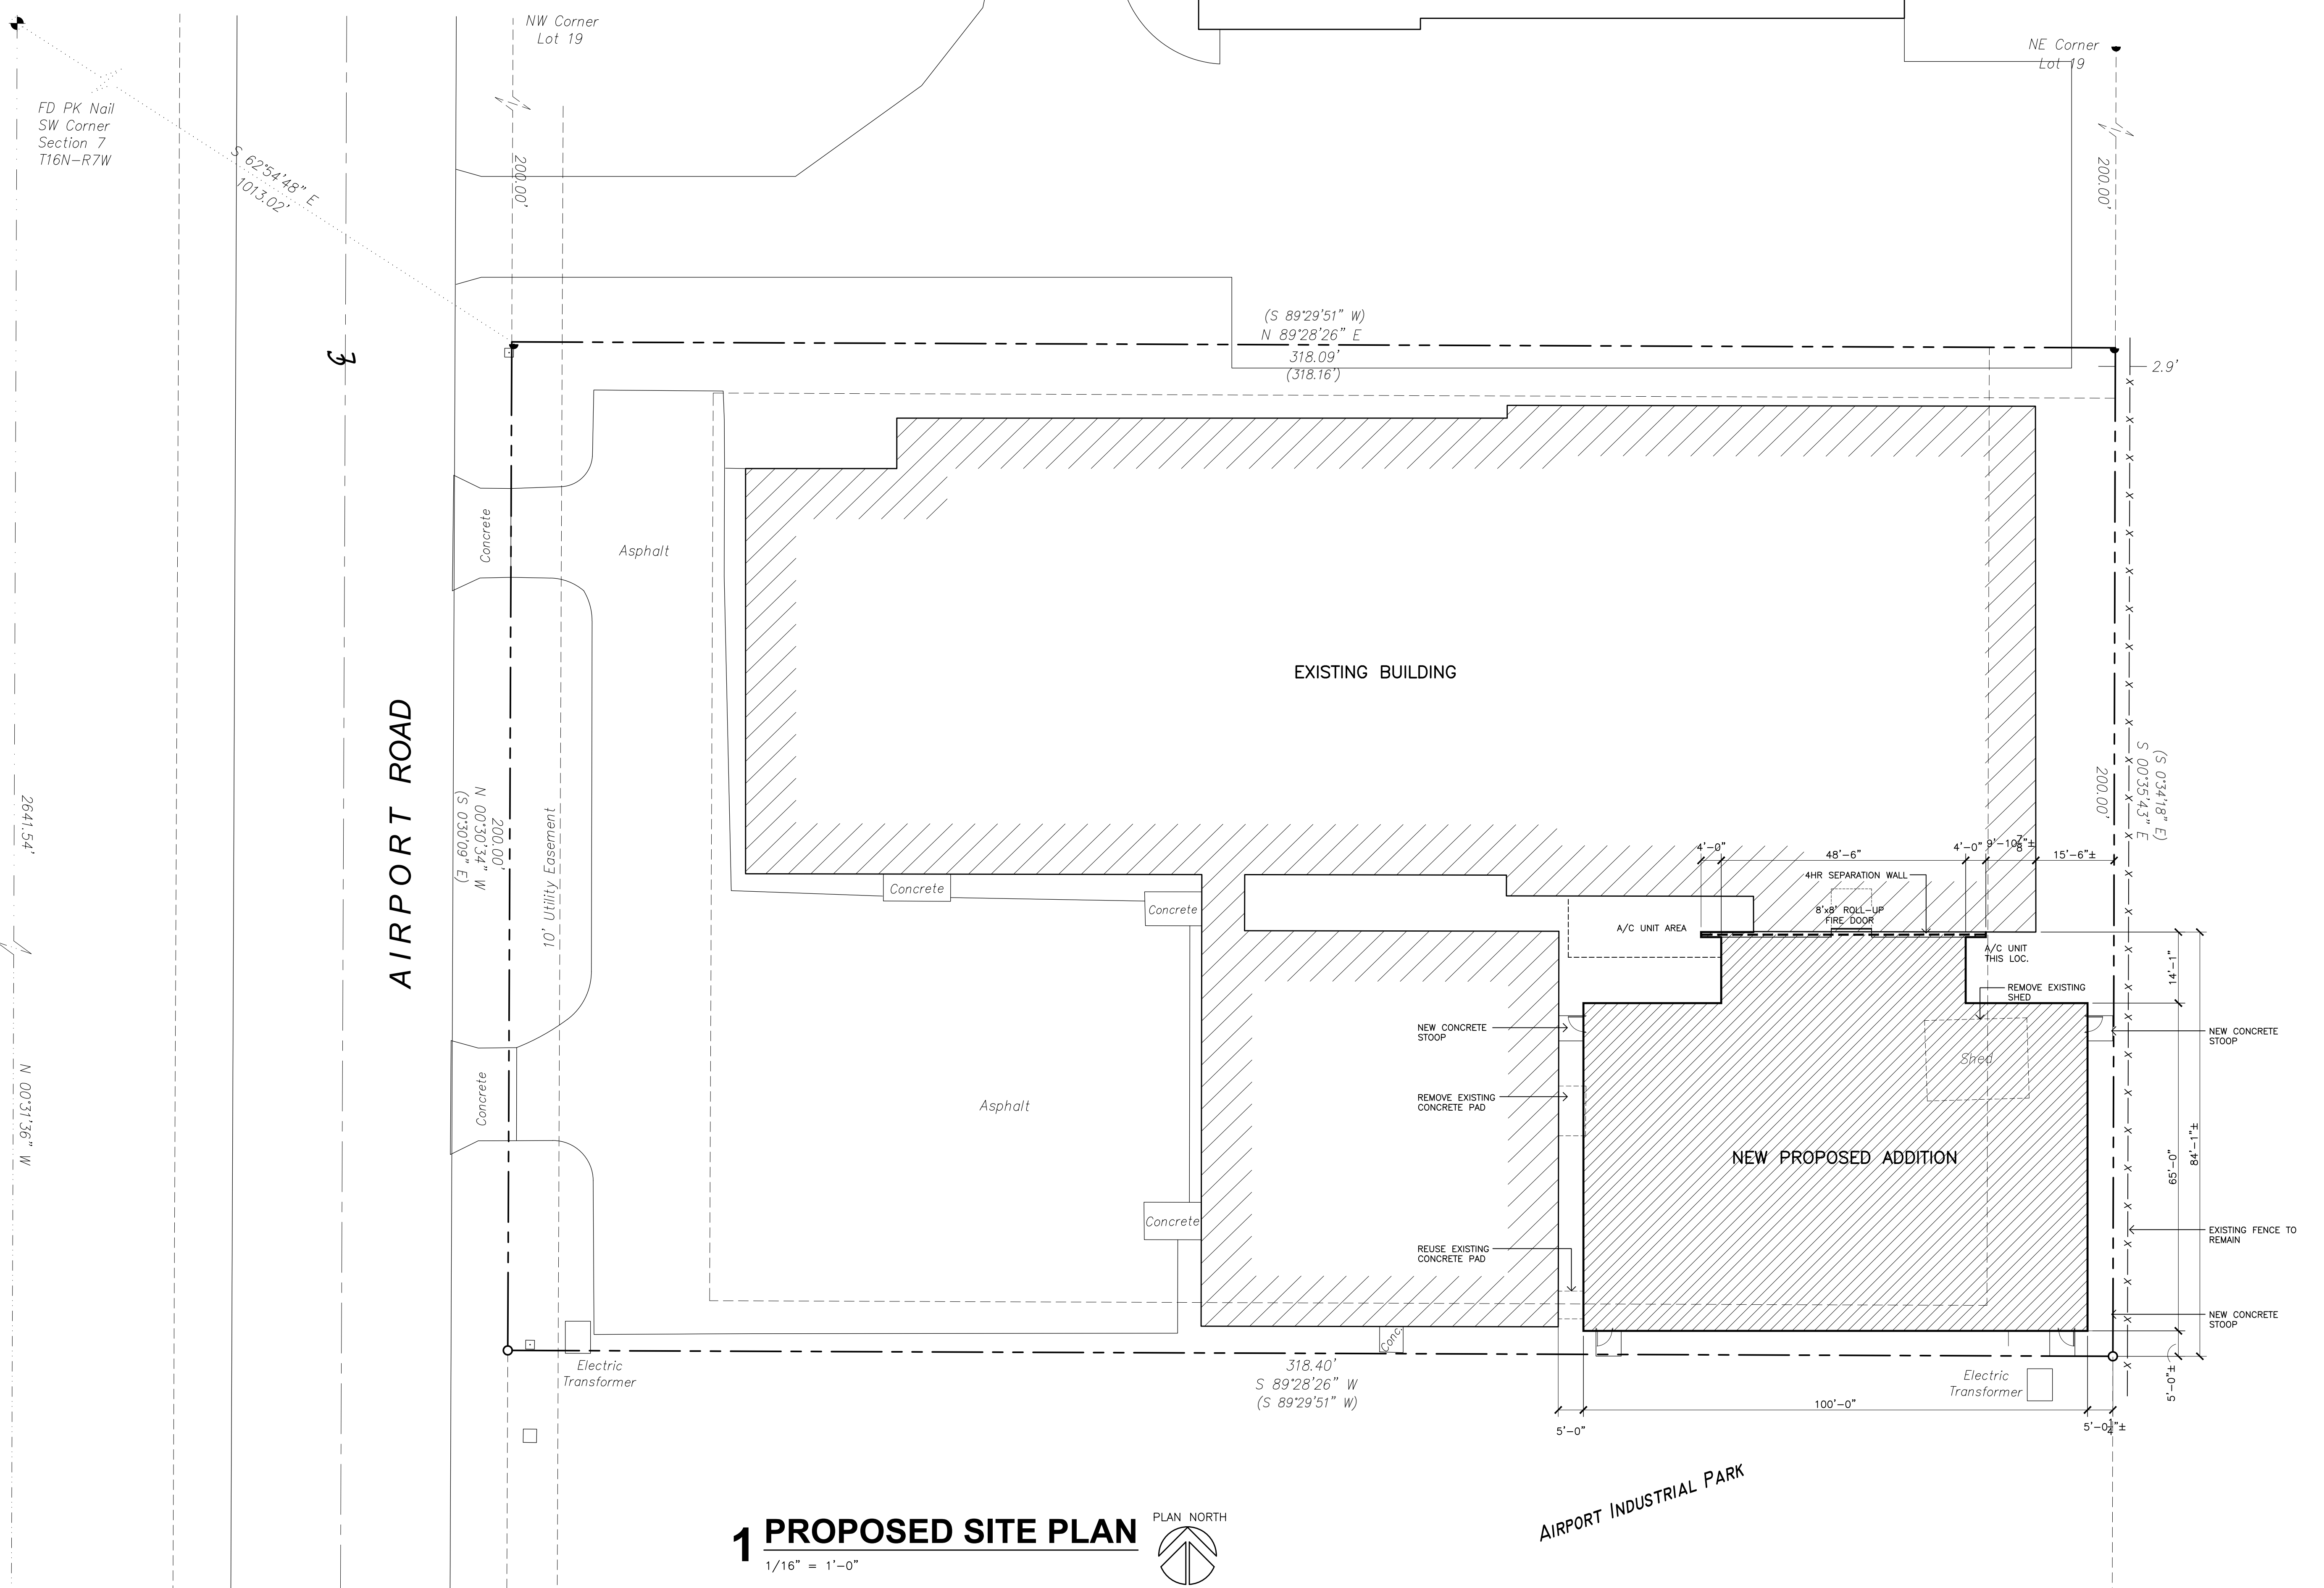 NW Corner
Lot 19
NE Corner
Lot 19
FD PK Nail
SW Corner
Section 7
T16N-R7W
S 62°54'48" E
1013.02'
200.00'
200.00'
(S 89°29'51" W)
N 89°28'26" E
318.09'
(318.16')
2.9'
Concrete
Asphalt
EXISTING BUILDING
AIRPORT ROAD
2641.54'
N 00°31'36" W
200.00'
N 00°30'34" W
(S 0°30'09" E)
10' Utility Easement
200.00'
S 00°35'43" E
(S 0°34'18" E)
4'-0"
48'-6"
4'-0"
9'-10 7/8"±
15'-6"±
4HR SEPARATION WALL
8'x8' ROLL-UP
FIRE DOOR
Concrete
Concrete
A/C UNIT AREA
A/C UNIT
THIS LOC.
14'-1"
REMOVE EXISTING
SHED
NEW CONCRETE
STOOP
NEW CONCRETE
STOOP
Shed
Concrete
Asphalt
REMOVE EXISTING
CONCRETE PAD
NEW PROPOSED ADDITION
65'-0"
84'-1"±
Concrete
REUSE EXISTING
CONCRETE PAD
EXISTING FENCE TO
REMAIN
NEW CONCRETE
STOOP
Conc.
Electric
Transformer
318.40'
S 89°28'26" W
(S 89°29'51" W)
Electric
Transformer
5'-0"±
5'-0"
100'-0"
5'-0 1/4"±
AIRPORT INDUSTRIAL PARK
1 PROPOSED SITE PLAN
1/16" = 1'-0"
PLAN NORTH